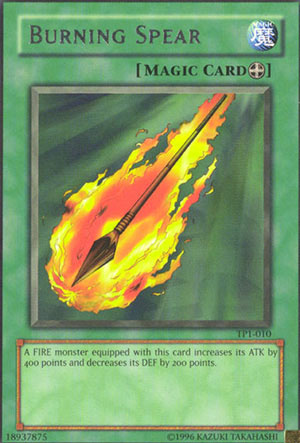 BURNING SPEAR
魔
[MAGIC CARD]
TP1-010
A FIRE monster equipped with this card increases its ATK by
400 points and decreases its DEF by 200 points.
18937875
©1996 KAZUKI TAKAHASHI